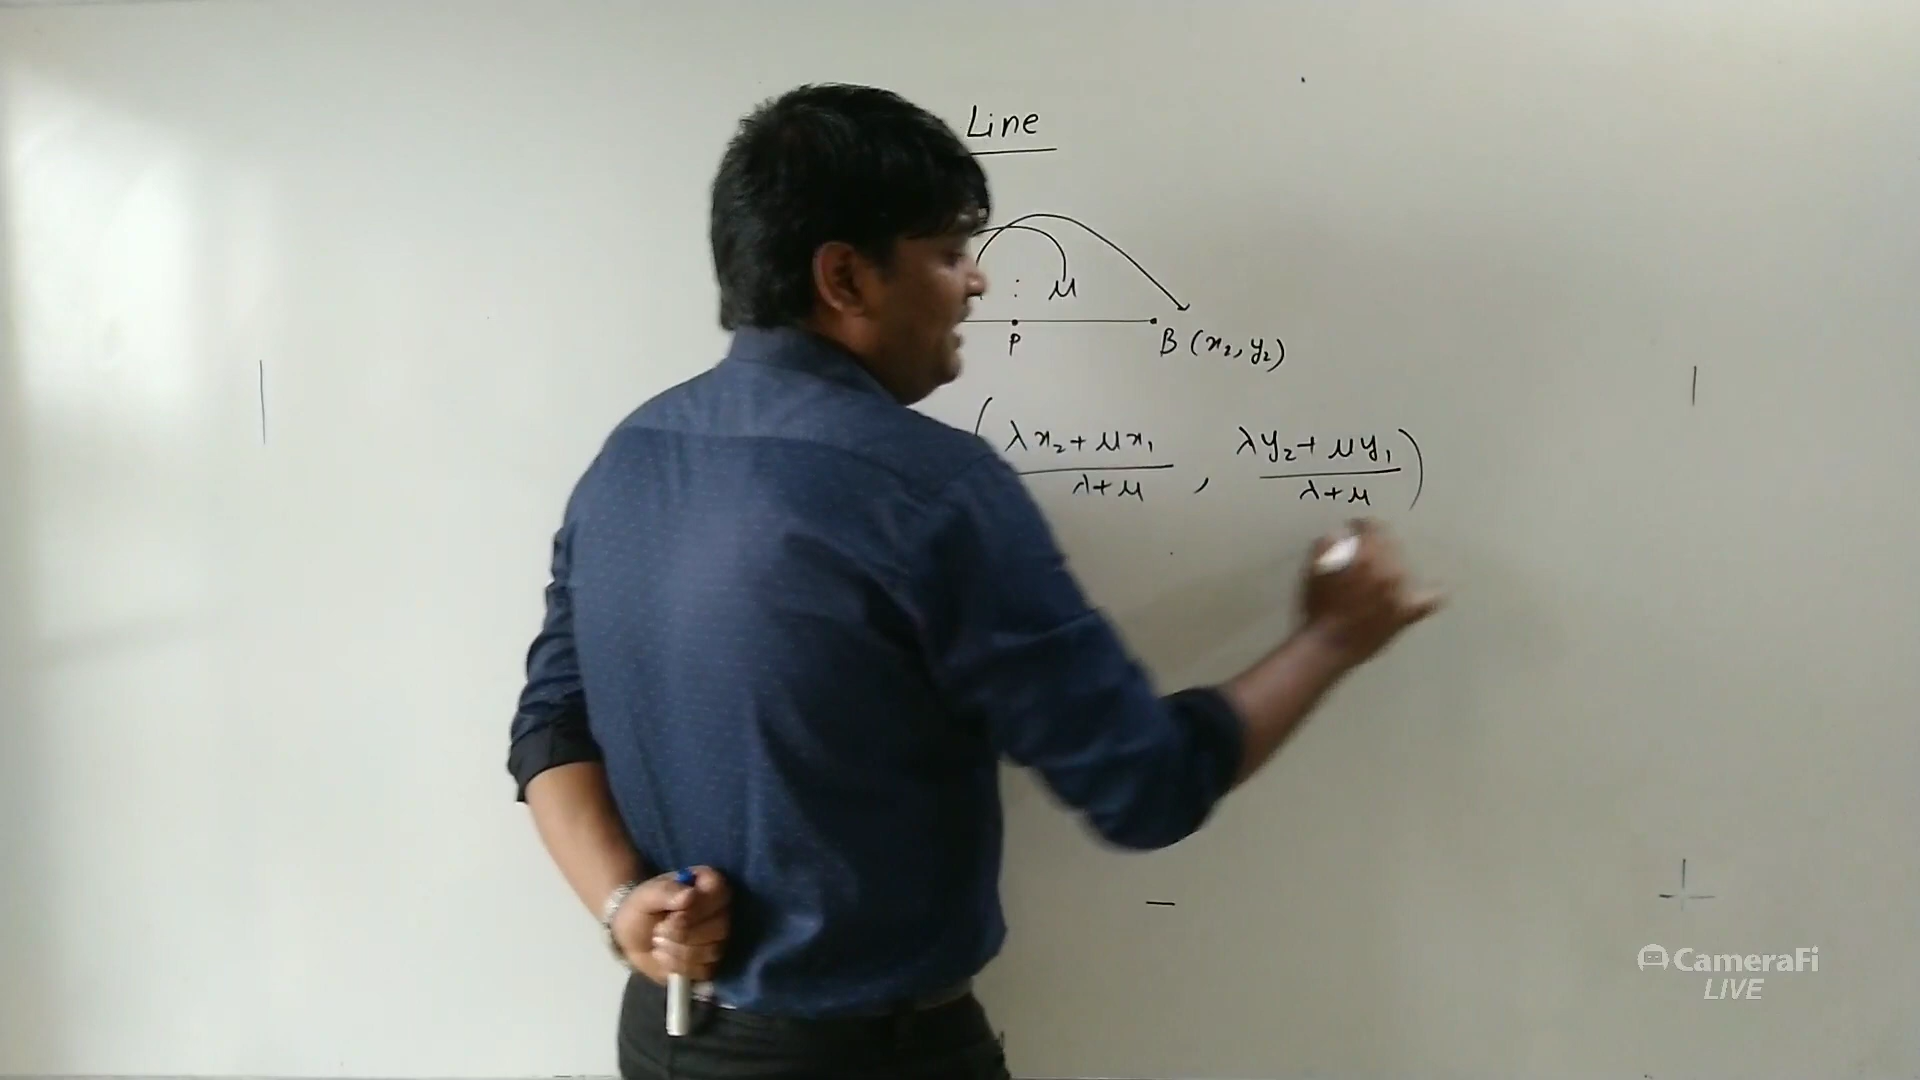 Line
: μ
P
B (x₂, y₂)
( λx₂ + μx₁ / λ+μ , λy₂ + μy₁ / λ+μ )
CameraFi
LIVE